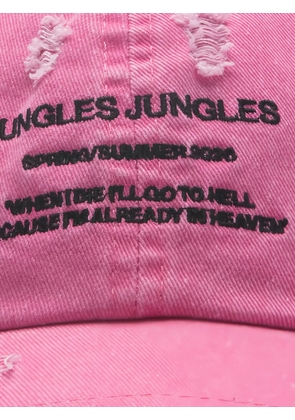 UNGLES JUNGLES
SPRING/SUMMER 2020
"WHEN I DIE I'LL GO TO HELL
CAUSE I'M ALREADY IN HEAVEN"